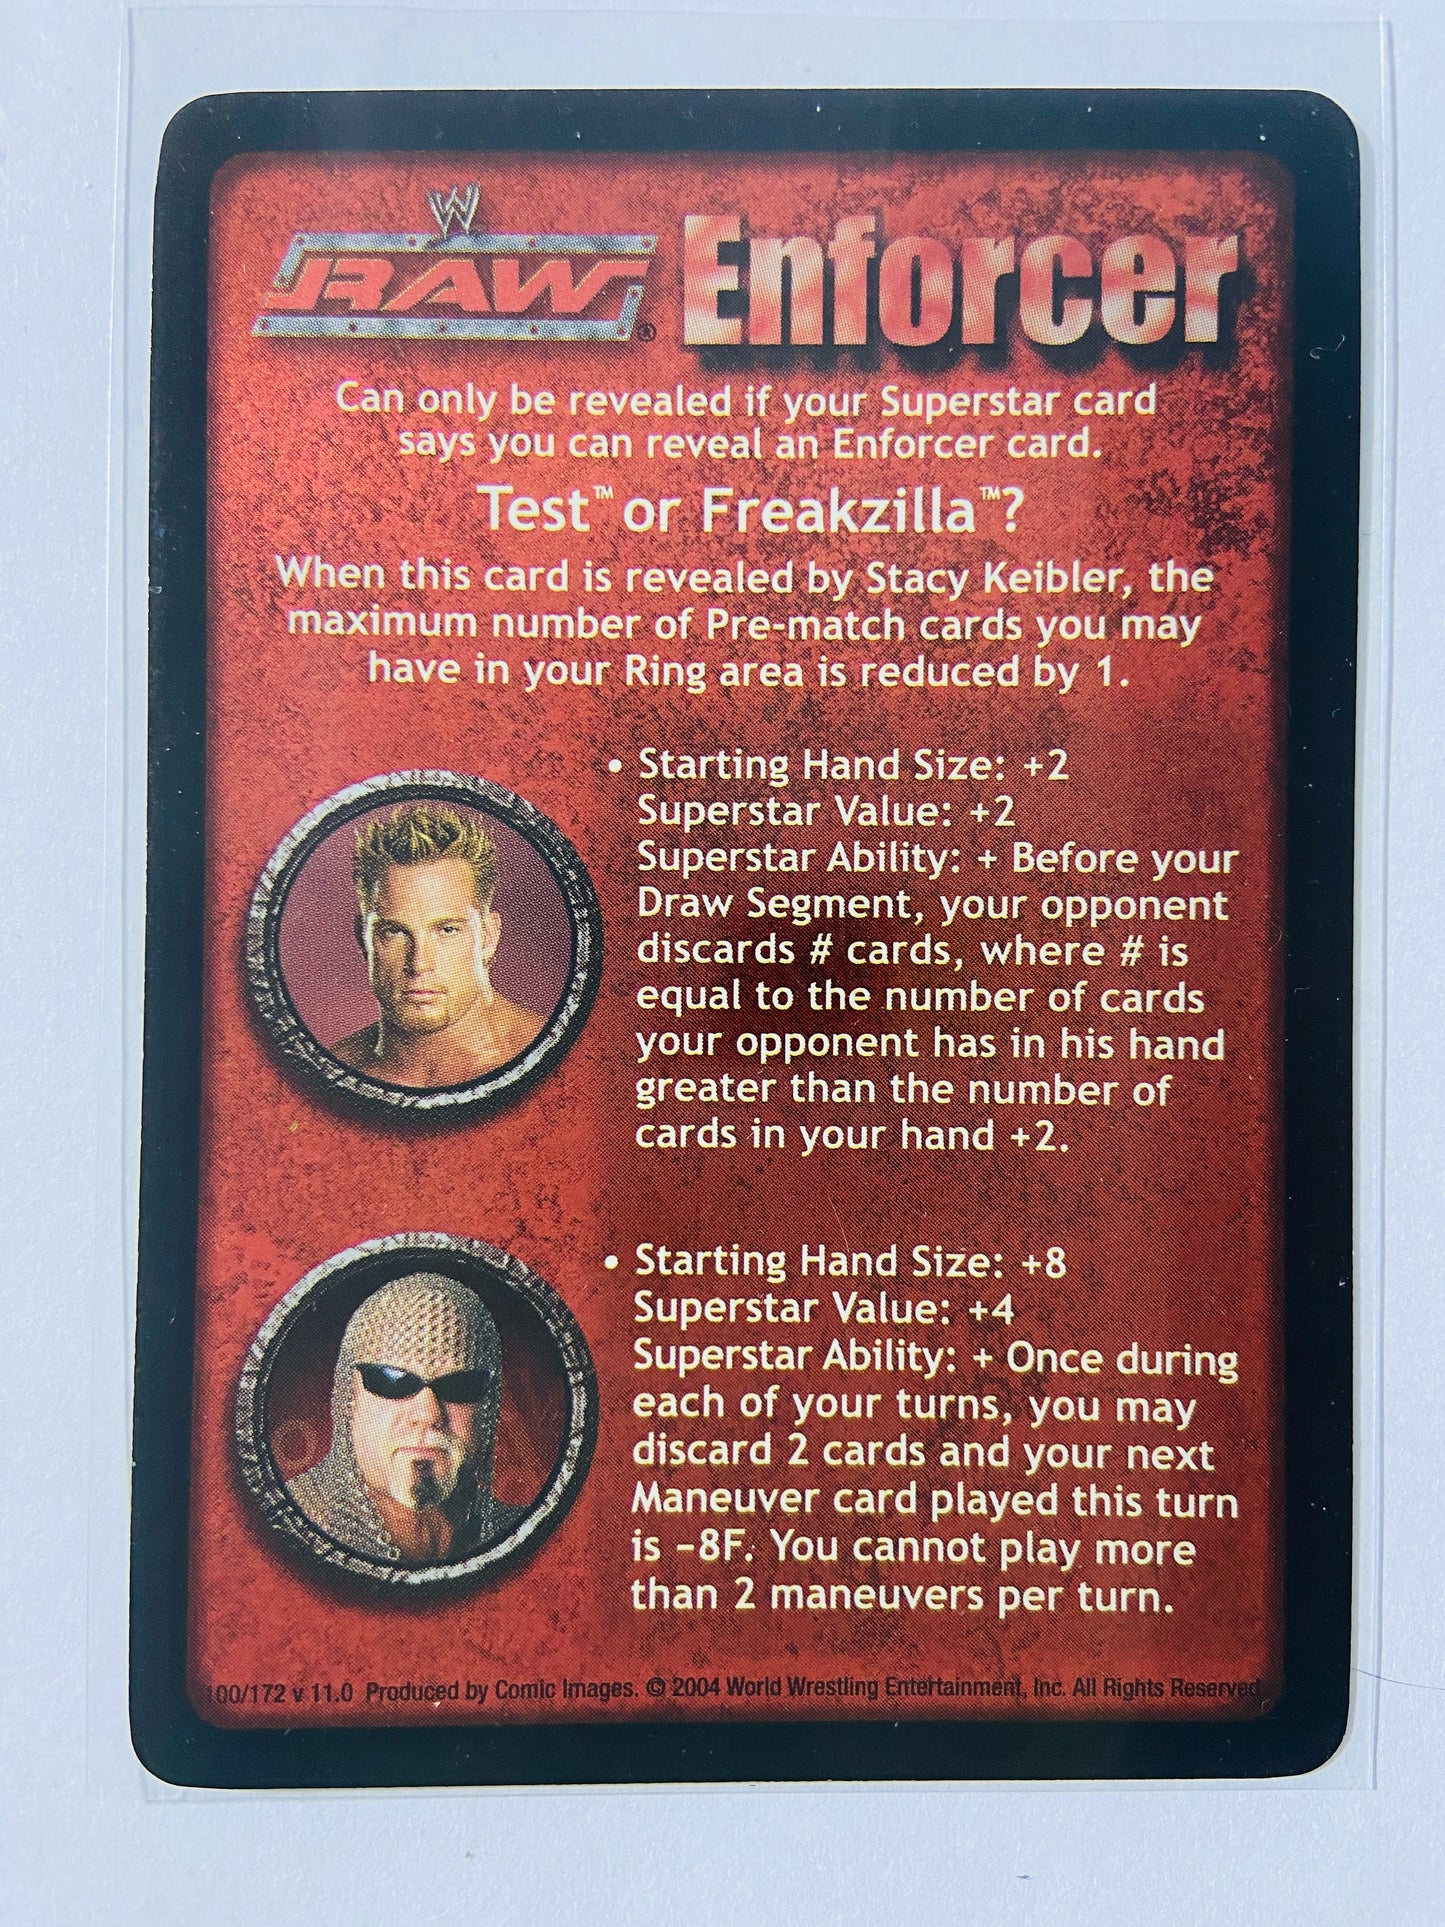 W
RAW®
Enforcer
Can only be revealed if your Superstar card
says you can reveal an Enforcer card.
Test™ or Freakzilla™?
When this card is revealed by Stacy Keibler, the
maximum number of Pre-match cards you may
have in your Ring area is reduced by 1.
• Starting Hand Size: +2
Superstar Value: +2
Superstar Ability: + Before your
Draw Segment, your opponent
discards # cards, where # is
equal to the number of cards
your opponent has in his hand
greater than the number of
cards in your hand +2.
• Starting Hand Size: +8
Superstar Value: +4
Superstar Ability: + Once during
each of your turns, you may
discard 2 cards and your next
Maneuver card played this turn
is –8F. You cannot play more
than 2 maneuvers per turn.
100/172 v 11.0 Produced by Comic Images. © 2004 World Wrestling Entertainment, Inc. All Rights Reserved.